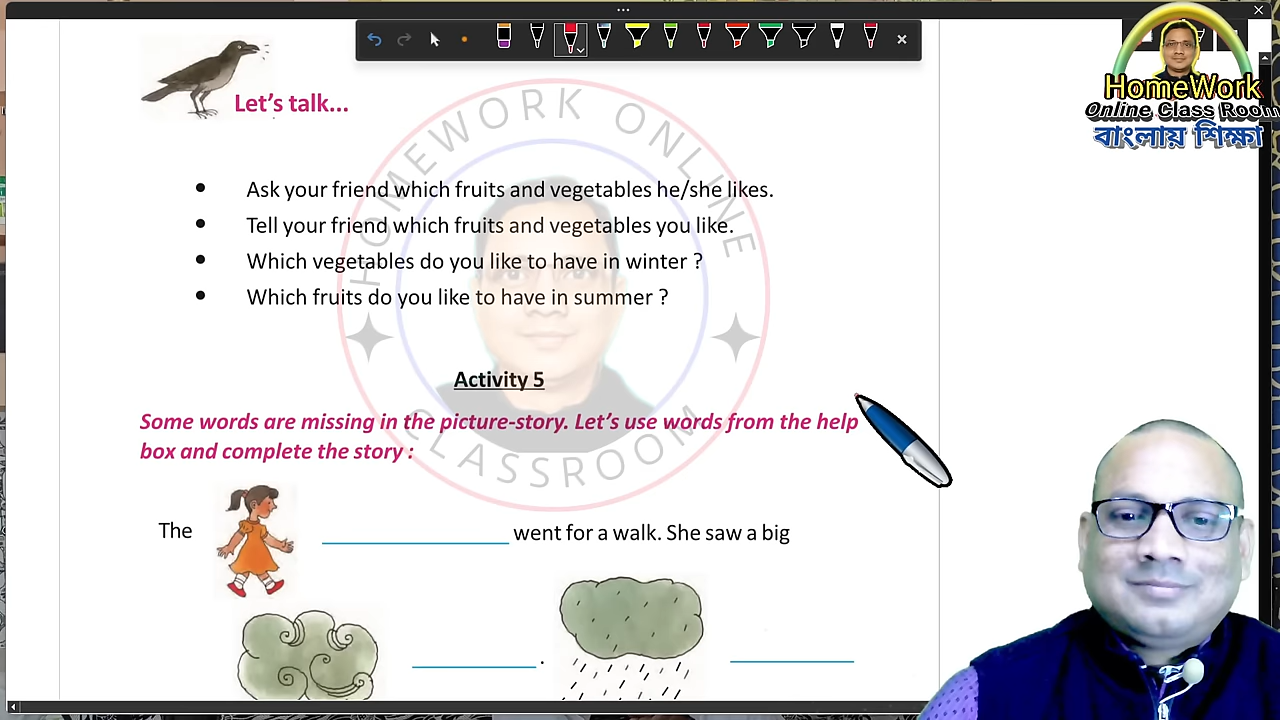 HomeWork
Online Class Room
বাংলায় শিক্ষা
Let's talk...
HOMEWORK ONLINE
CLASSROOM
• Ask your friend which fruits and vegetables he/she likes.
• Tell your friend which fruits and vegetables you like.
• Which vegetables do you like to have in winter ?
• Which fruits do you like to have in summer ?
Activity 5
Some words are missing in the picture-story. Let's use words from the help
box and complete the story :
The ____________ went for a walk. She saw a big
________ . ________